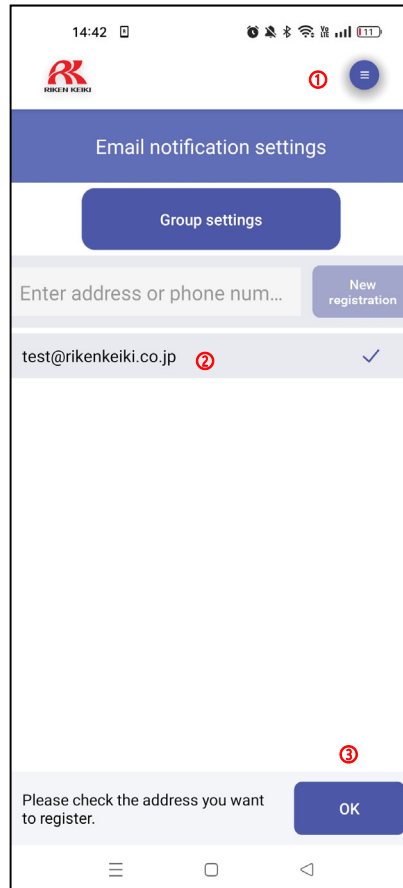 14:42
11
RIKEN KEIKI
①
Email notification settings
Group settings
Enter address or phone num...
New
registration
test@rikenkeiki.co.jp
②
③
Please check the address you want
to register.
OK